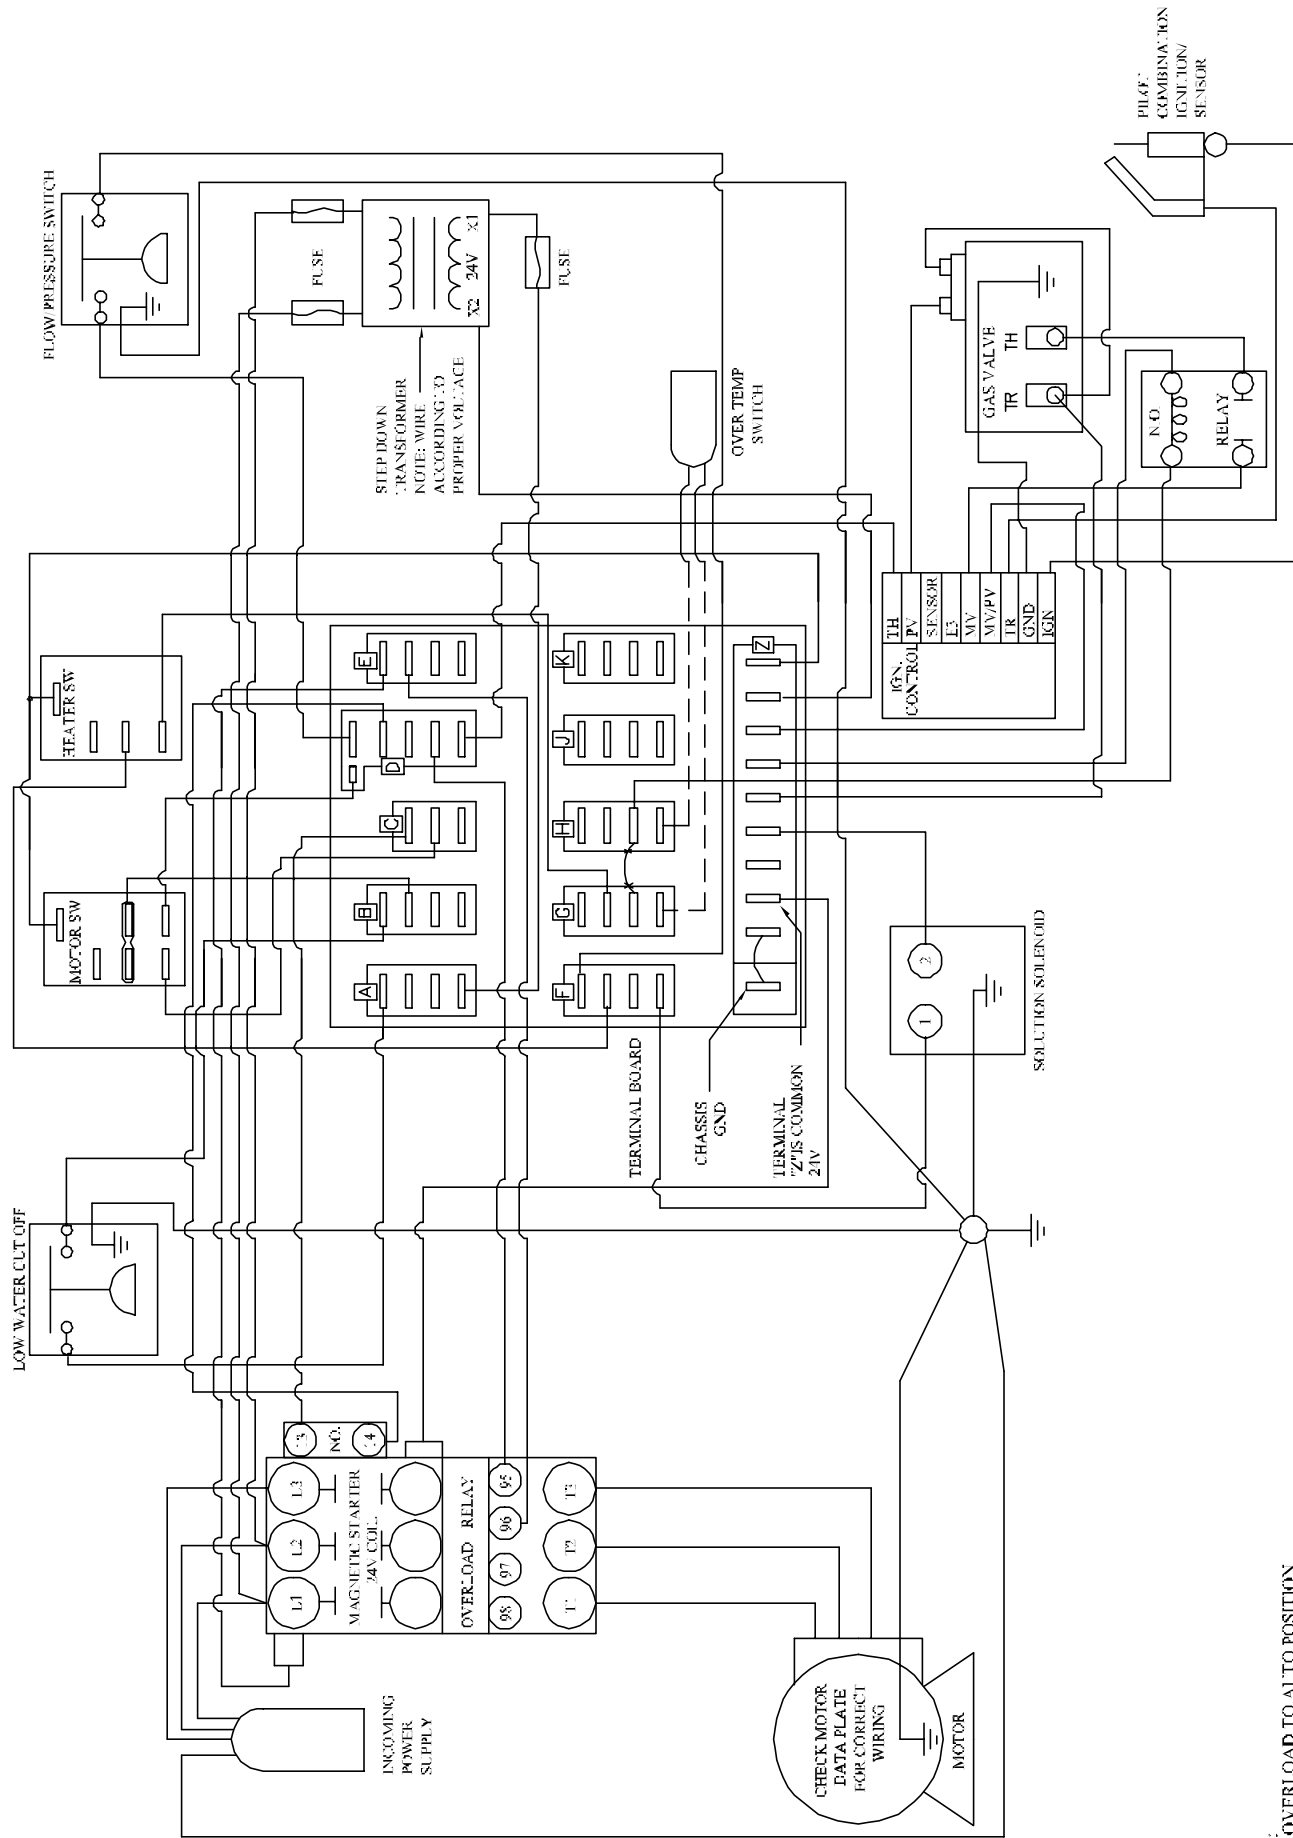 LOW WATER CUT OFF
MOTOR SW
HEATER SW
FLOW/PRESSURE SWITCH
INCOMING
POWER
SUPPLY
L1
L2
L3
MAGNETIC STARTER
24V COIL
13
NO.
14
OVERLOAD RELAY
98
97
96
95
T1
T2
T3
CHECK MOTOR
DATA PLATE
FOR CORRECT
WIRING
MOTOR
A
B
C
D
E
F
G
H
J
K
Z
TERMINAL BOARD
CHASSIS
GND
TERMINAL
"Z" IS COMMON
24V
FUSE
X2 24V X1
STEP DOWN
TRANSFORMER
NOTE: WIRE
ACCORDING TO
PROPER VOLTAGE
FUSE
OVER TEMP
SWITCH
SOLUTION SOLENOID
1
2
IGN.
CONTROL
TH
PV
SENSOR
E3
MV
MV/PV
TR
GND
IGN
GAS VALVE
TR
TH
N.O.
RELAY
PILOT
COMBINATION
IGNITION/
SENSOR
OVERLOAD TO AUTO POSITION